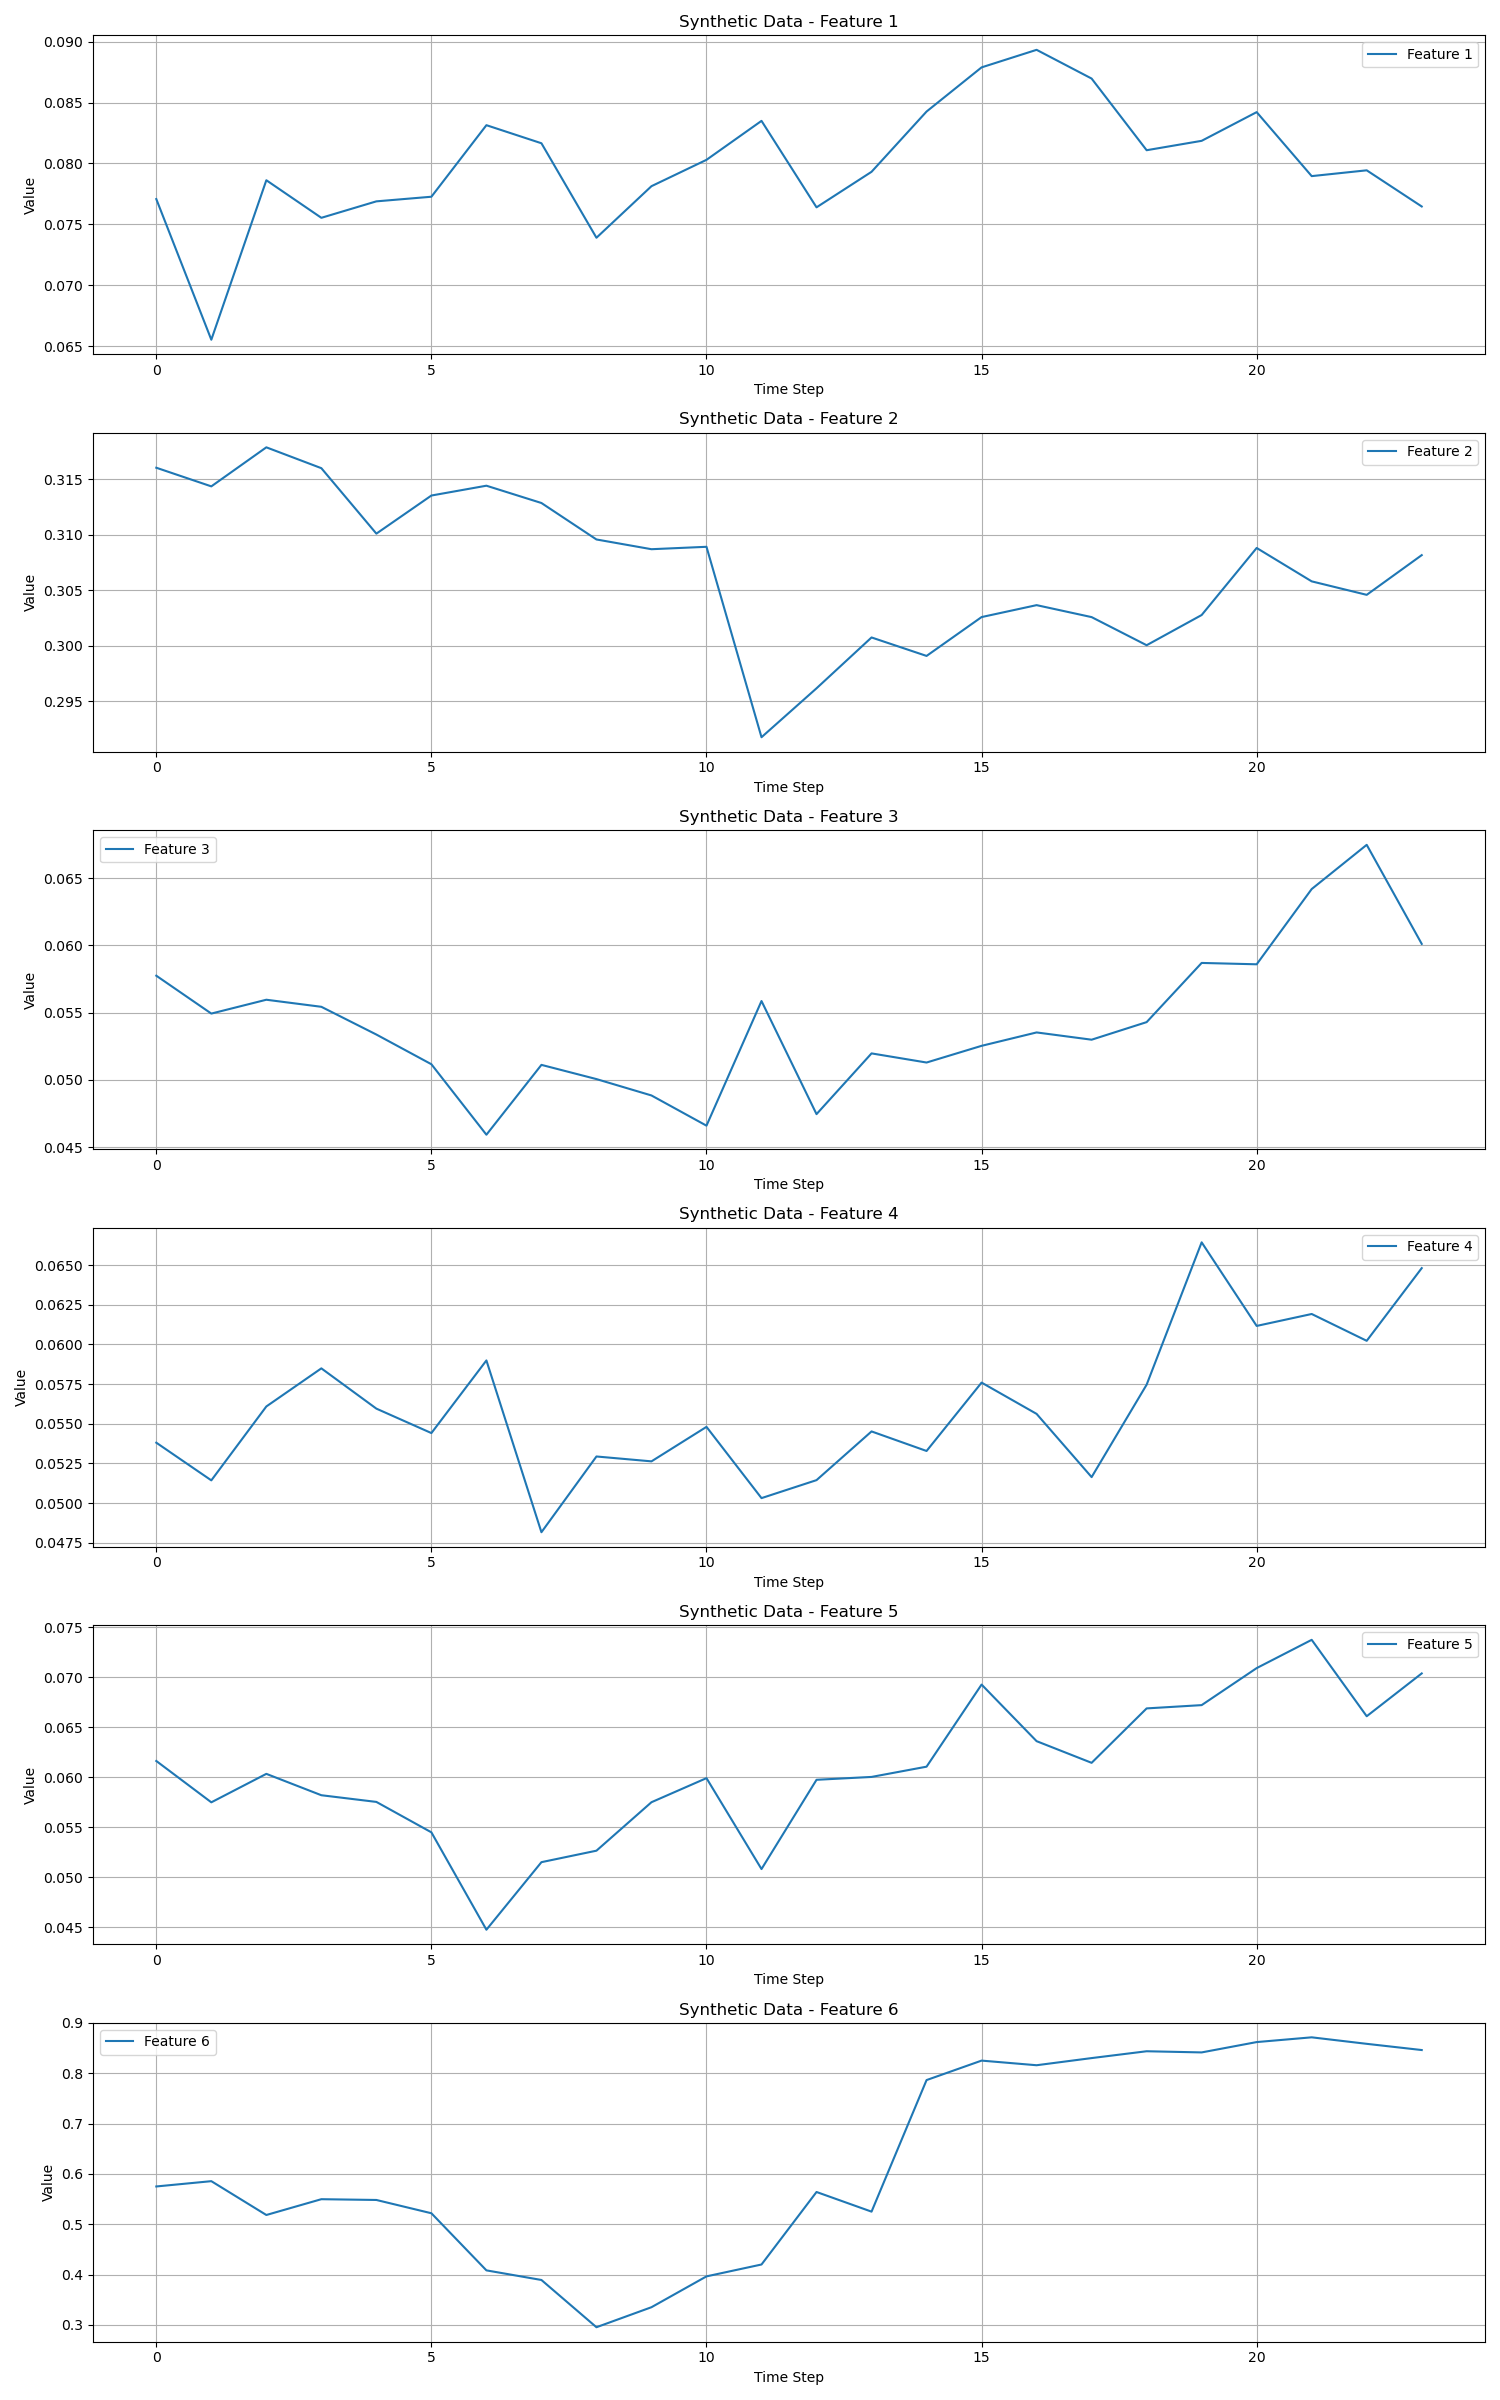 Synthetic Data - Feature 1
0.090
Feature 1
0.085
0.080
Value
0.075
0.070
0.065
0 5 10 15 20
Time Step
Synthetic Data - Feature 2
Feature 2
0.315
0.310
0.305
Value
0.300
0.295
0 5 10 15 20
Time Step
Synthetic Data - Feature 3
Feature 3
0.065
0.060
Value
0.055
0.050
0.045
0 5 10 15 20
Time Step
Synthetic Data - Feature 4
Feature 4
0.0650
0.0625
0.0600
0.0575
Value
0.0550
0.0525
0.0500
0.0475
0 5 10 15 20
Time Step
Synthetic Data - Feature 5
0.075
Feature 5
0.070
0.065
0.060
Value
0.055
0.050
0.045
0 5 10 15 20
Time Step
Synthetic Data - Feature 6
0.9
Feature 6
0.8
0.7
0.6
Value
0.5
0.4
0.3
0 5 10 15 20
Time Step